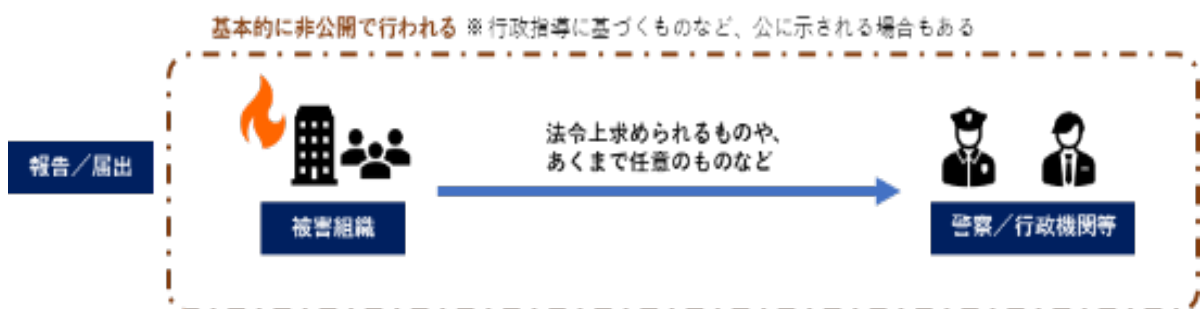 基本的に非公開で行われる ※行政指導に基づくものなど、公に示される場合もある
報告／届出
法令上求められるものや、
あくまで任意のものなど
被害組織
警察／行政機関等